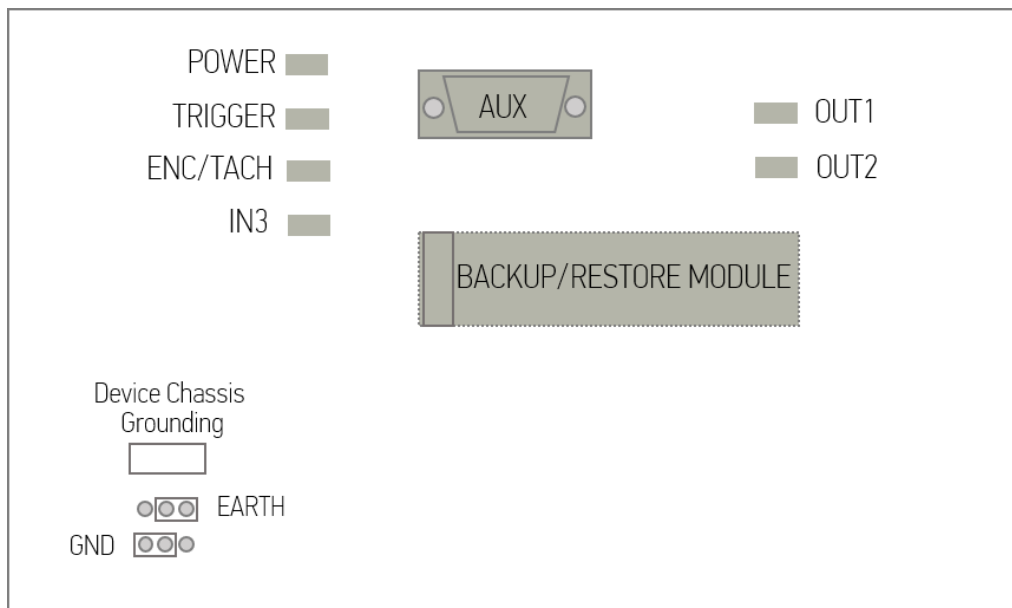 POWER
TRIGGER
ENC/TACH
IN3
AUX
OUT1
OUT2
BACKUP/RESTORE MODULE
Device Chassis
Grounding
EARTH
GND